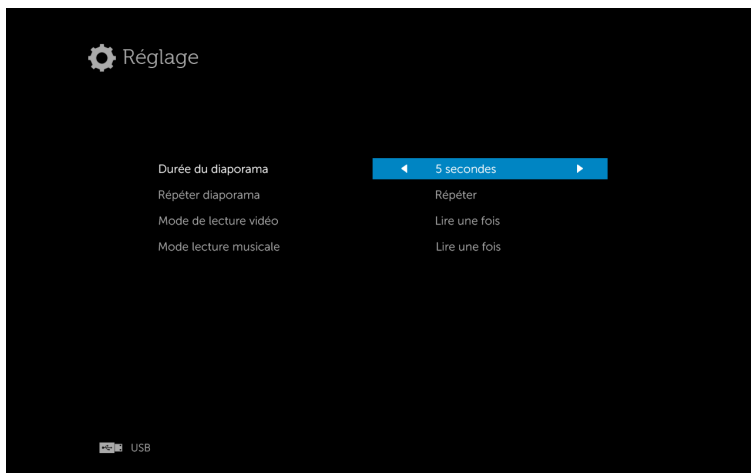 Réglage
Durée du diaporama 5 secondes
Répéter diaporama Répéter
Mode de lecture vidéo Lire une fois
Mode lecture musicale Lire une fois
USB